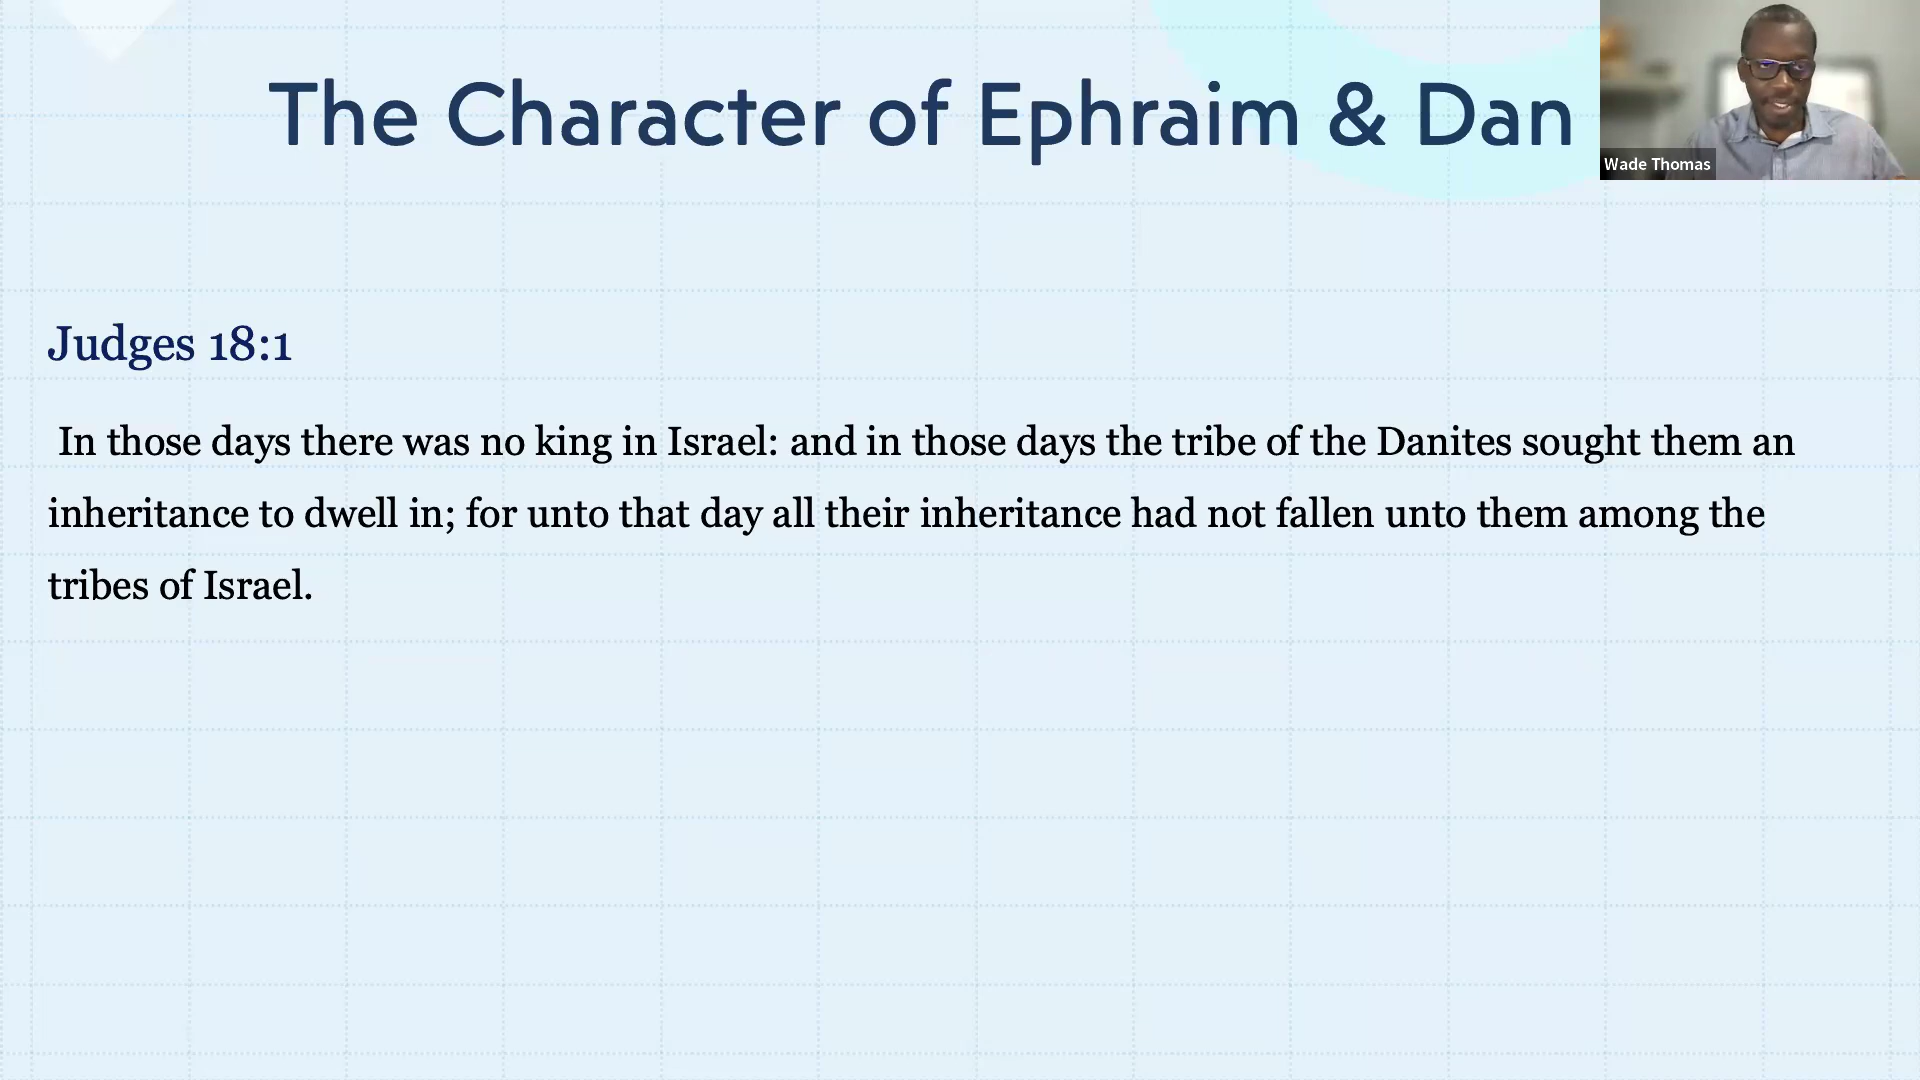 The Character of Ephraim & Dan
Wade Thomas
Judges 18:1
In those days there was no king in Israel: and in those days the tribe of the Danites sought them an
inheritance to dwell in; for unto that day all their inheritance had not fallen unto them among the
tribes of Israel.